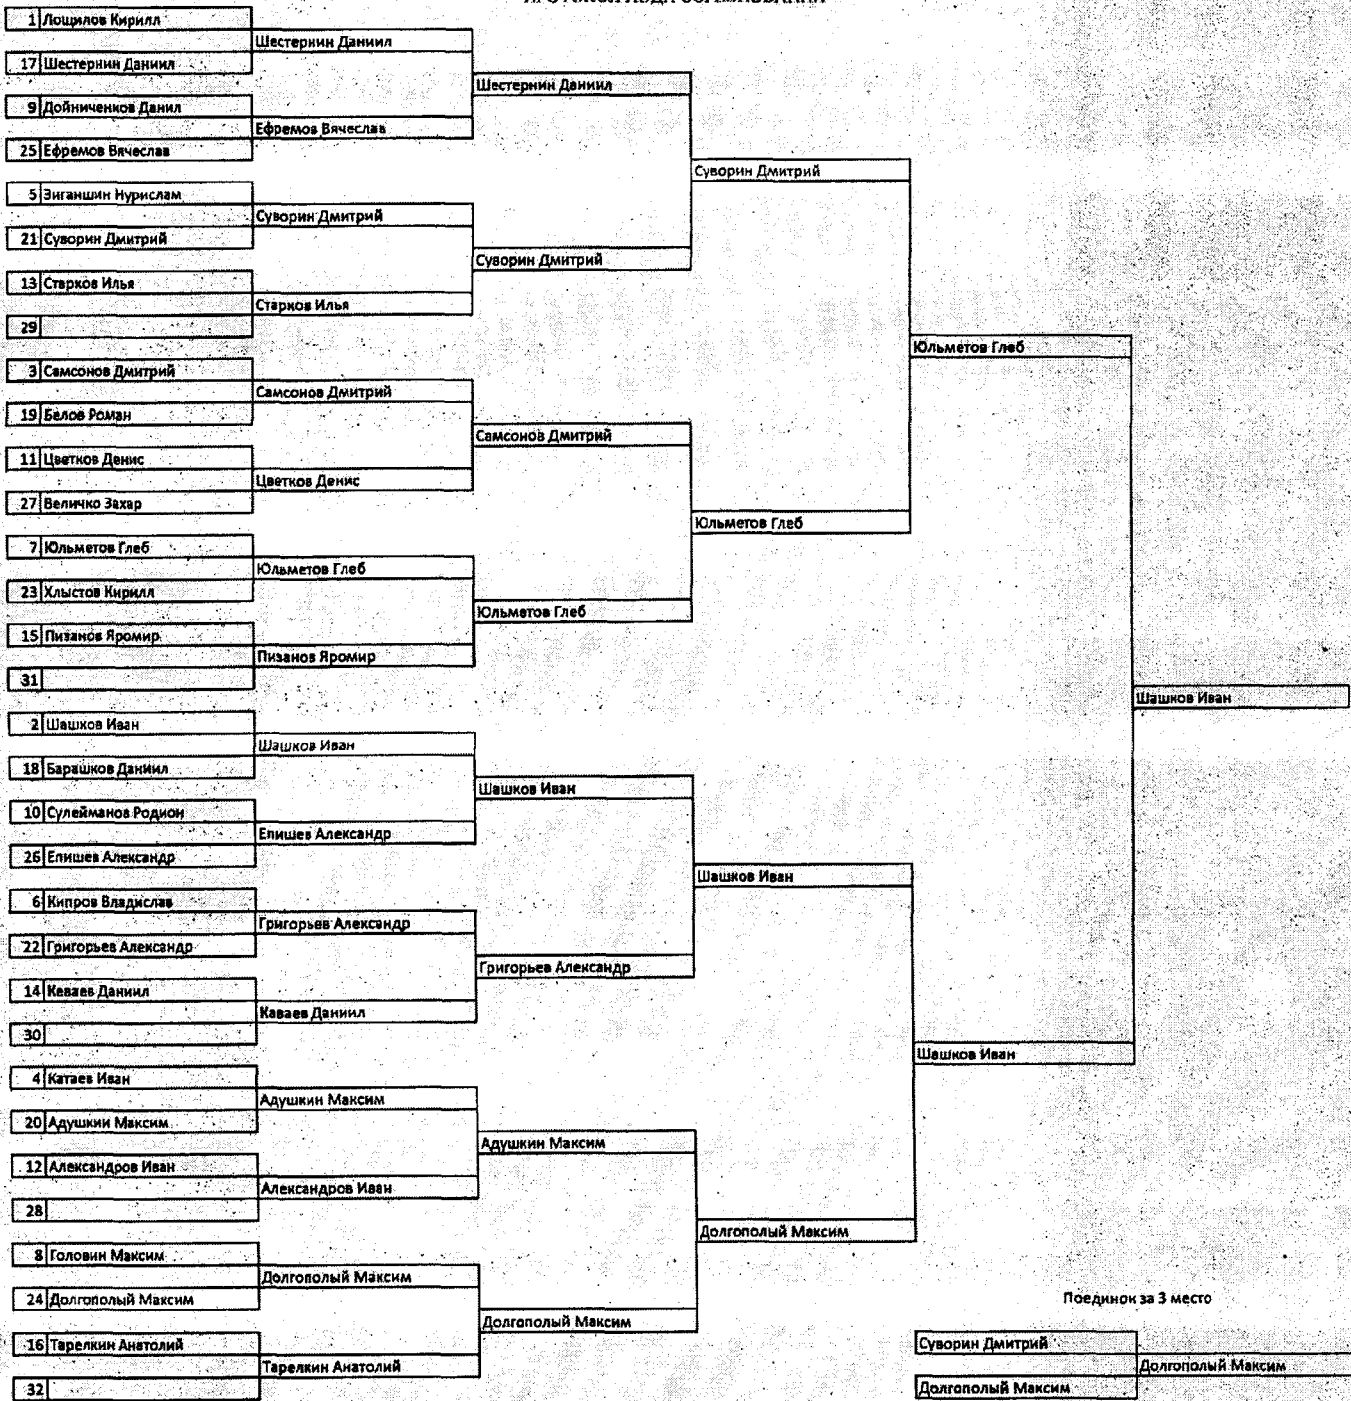 1 Лощилов Кирилл
Шестернин Даниил
17 Шестернин Даниил
Шестернин Даниил
9 Дойниченков Данил
Ефремов Вячеслав
25 Ефремов Вячеслав
Суворин Дмитрий
5 Зиганшин Нурислам
Суворин Дмитрий
21 Суворин Дмитрий
Суворин Дмитрий
13 Старков Илья
Старков Илья
29
Юльметов Глеб
3 Самсонов Дмитрий
Самсонов Дмитрий
19 Белов Роман
Самсонов Дмитрий
11 Цветков Денис
Цветков Денис
27 Величко Захар
Юльметов Глеб
7 Юльметов Глеб
Юльметов Глеб
23 Хлыстов Кирилл
Юльметов Глеб
15 Пизанов Яромир
Пизанов Яромир
31
Шашков Иван
2 Шашков Иван
Шашков Иван
18 Барашков Даниил
Шашков Иван
10 Сулейманов Родион
Епишев Александр
26 Епишев Александр
Шашков Иван
6 Кипров Владислав
Григорьев Александр
22 Григорьев Александр
Григорьев Александр
14 Каваев Даниил
Каваев Даниил
30
Шашков Иван
4 Катаев Иван
Адушкин Максим
20 Адушкин Максим
Адушкин Максим
12 Александров Иван
Александров Иван
28
Долгополый Максим
8 Головин Максим
Долгополый Максим
24 Долгополый Максим
Поединок за 3 место
Долгополый Максим
16 Тарелкин Анатолий
Суворин Дмитрий
Тарелкин Анатолий
Долгополый Максим
32
Долгополый Максим